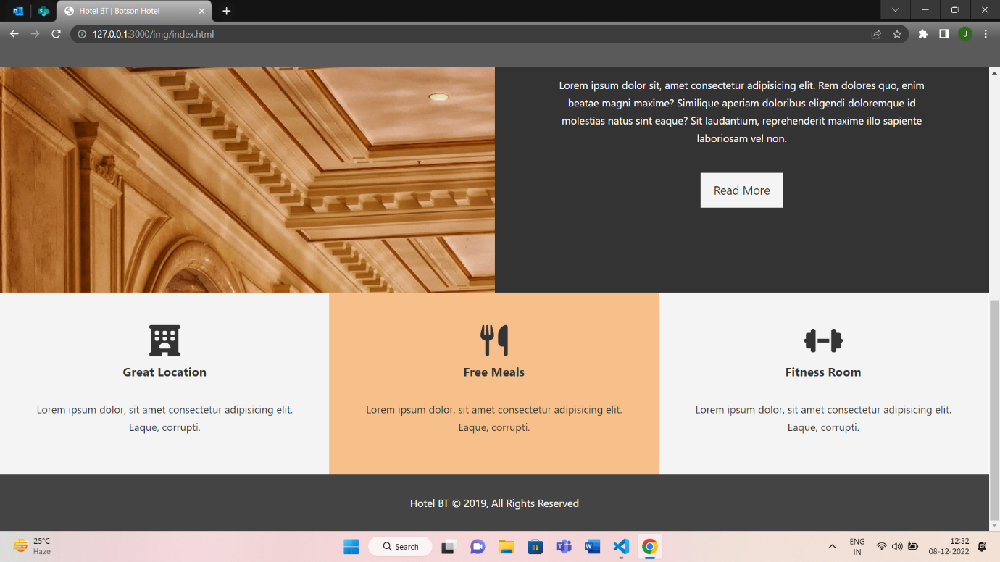 Hotel BT | Botson Hotel
127.0.0.1:3000/img/index.html
J
Lorem ipsum dolor sit, amet consectetur adipisicing elit. Rem dolores quo, enim
beatae magni maxime? Similique aperiam doloribus eligendi doloremque id
molestias natus sint eaque? Sit laudantium, reprehenderit maxime illo sapiente
laboriosam vel non.
Read More
Great Location
Lorem ipsum dolor, sit amet consectetur adipisicing elit.
Eaque, corrupti.
Free Meals
Lorem ipsum dolor, sit amet consectetur adipisicing elit.
Eaque, corrupti.
Fitness Room
Lorem ipsum dolor, sit amet consectetur adipisicing elit.
Eaque, corrupti.
Hotel BT © 2019, All Rights Reserved
25°C
Haze
Search
ENG
IN
12:32
08-12-2022